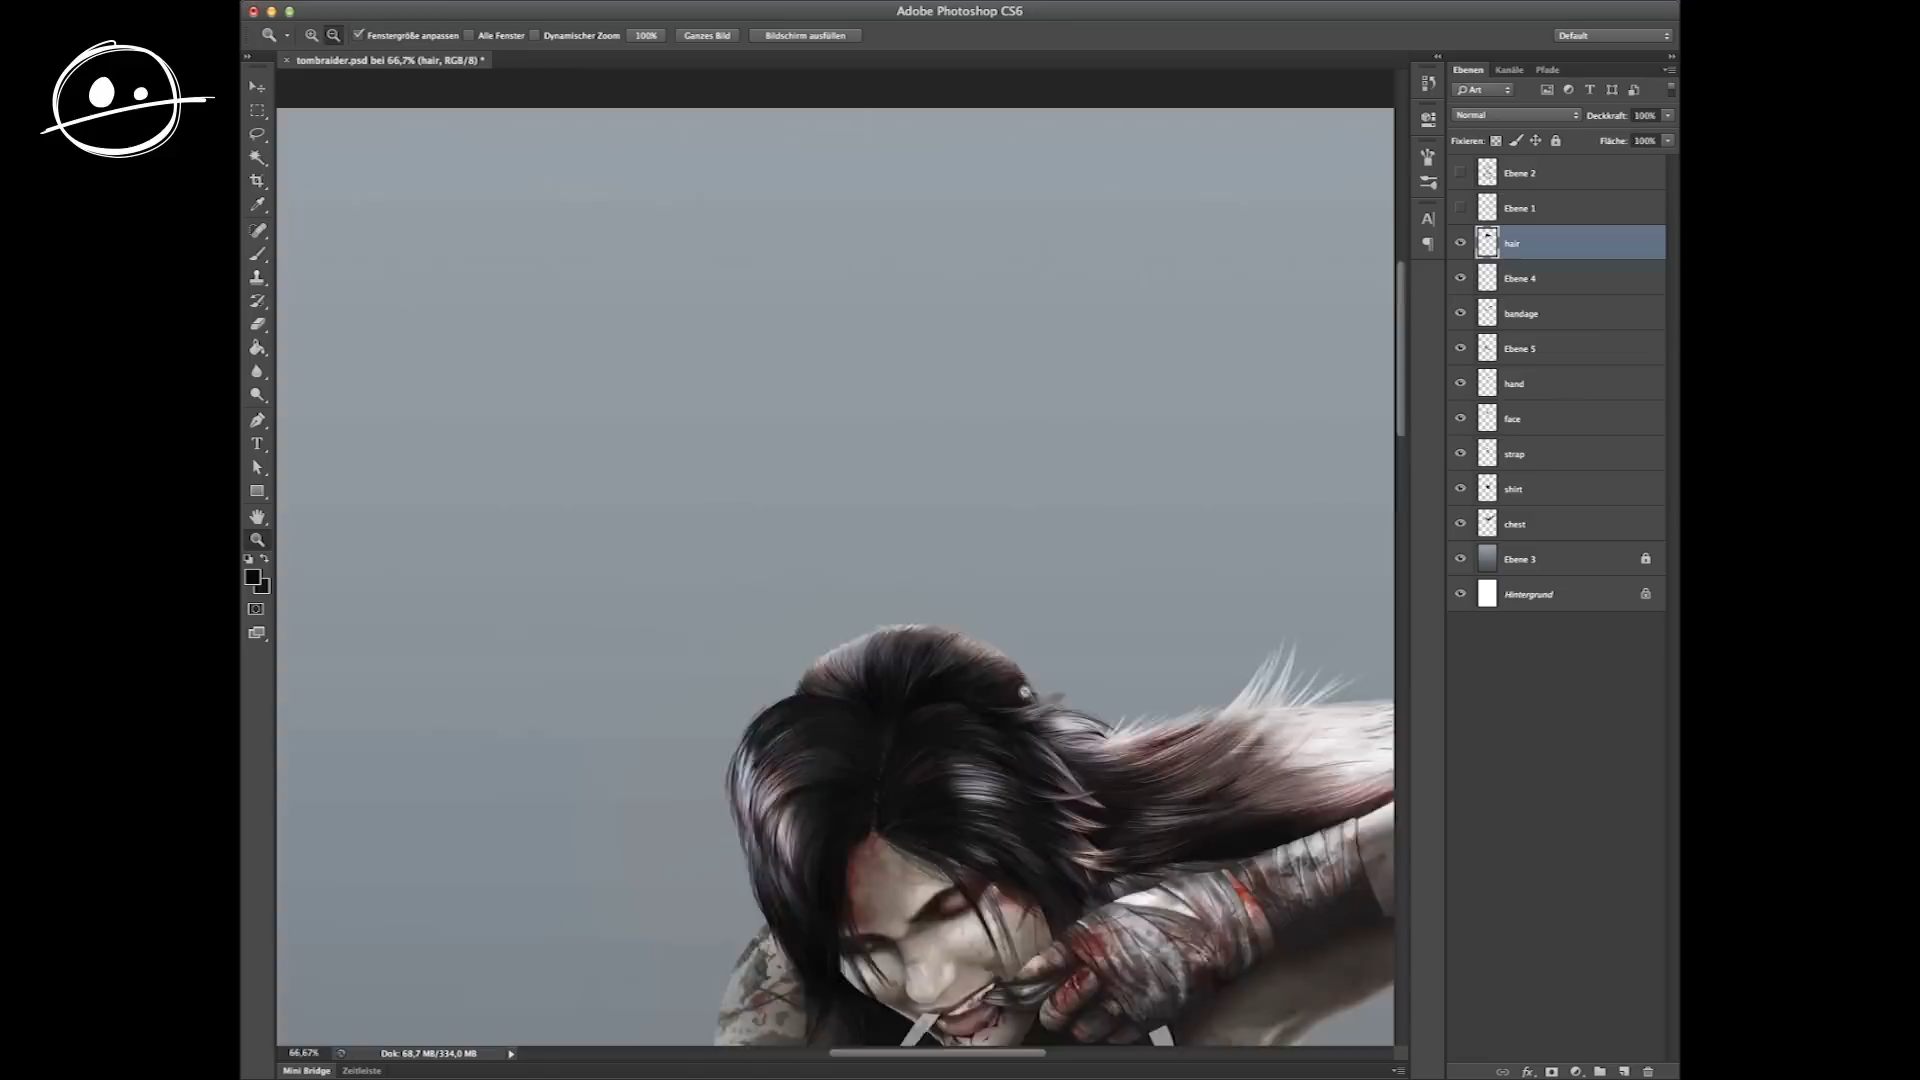 Adobe Photoshop CS6
Fenstergröße anpassen Alle Fenster Dynamischer Zoom 100% Ganzes Bild Bildschirm ausfüllen Default
tombraider.psd bei 66,7% (hair, RGB/8) *
Ebenen Kanäle Pfade
Art
Normal Deckkraft: 100%
Fixieren: Fläche: 100%
Ebene 2
Ebene 1
hair
Ebene 4
bandage
Ebene 5
hand
face
strap
shirt
chest
Ebene 3
Hintergrund
66,67% Dok: 68,7 MB/334,0 MB
Mini Bridge Zeitleiste